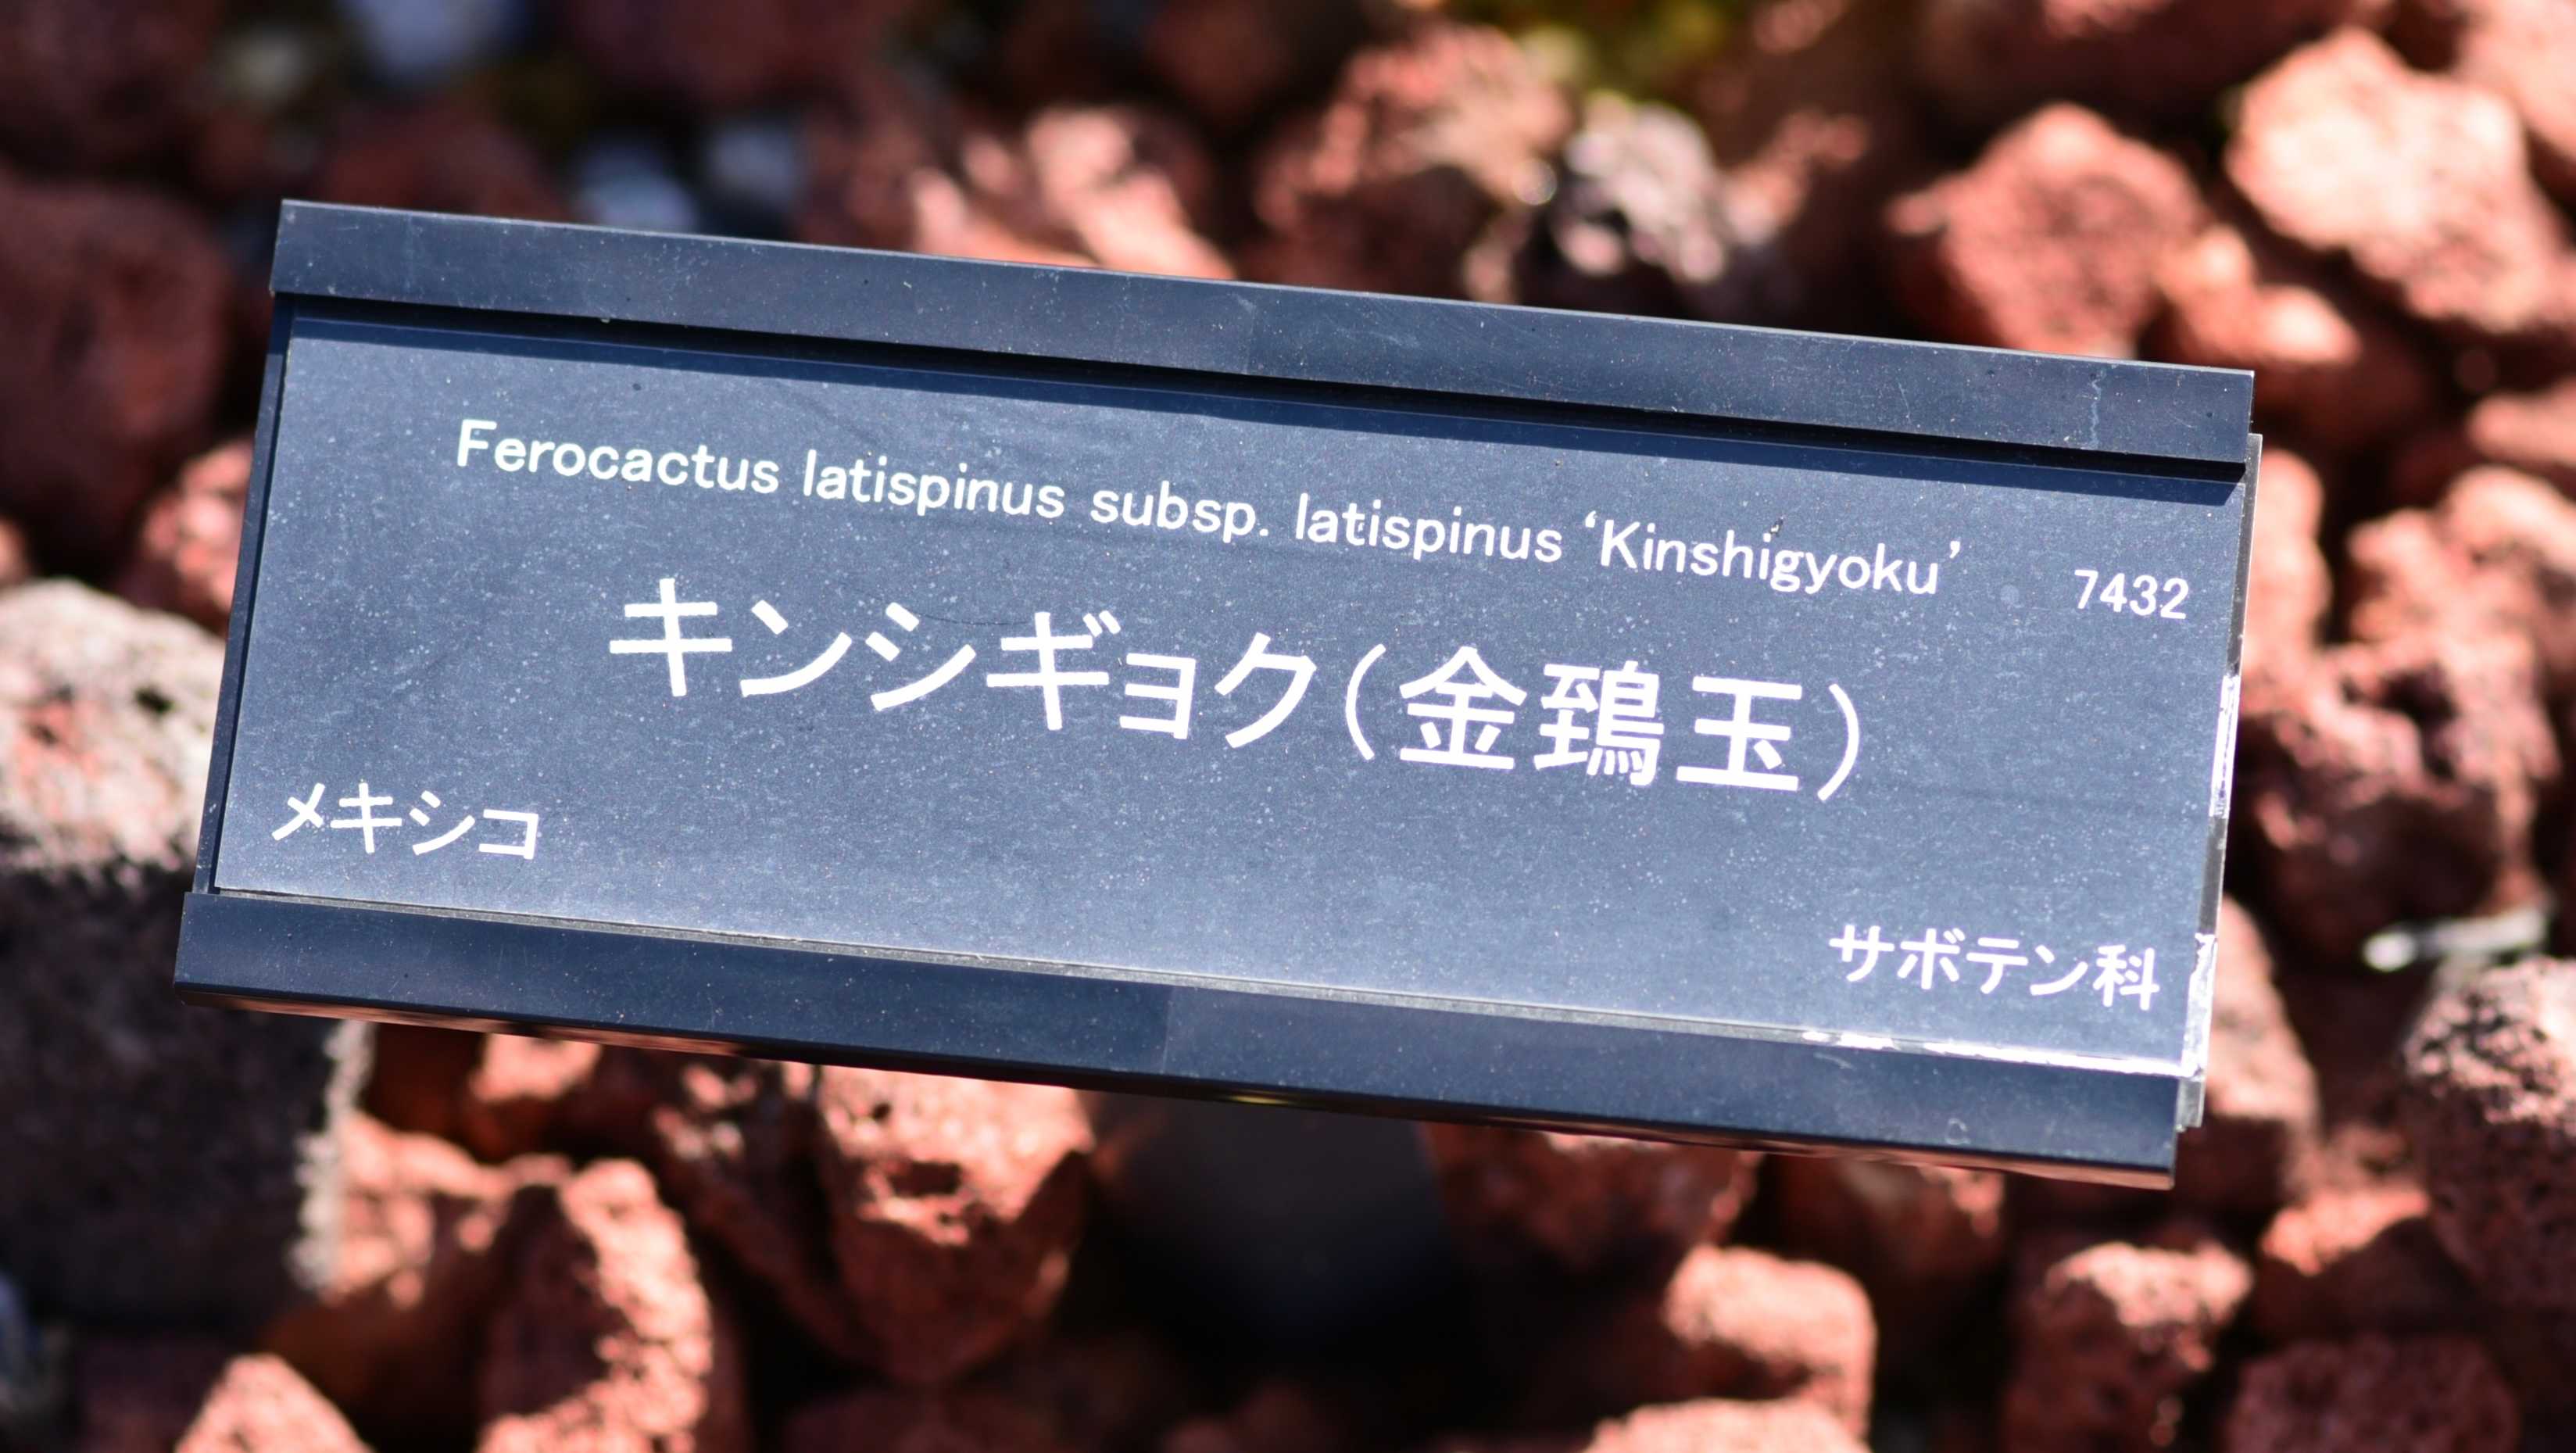 Ferocactus latispinus subsp. latispinus ‘Kinshigyoku’ 7432
キンシギョク(金鵄玉)
メキシコ
サボテン科